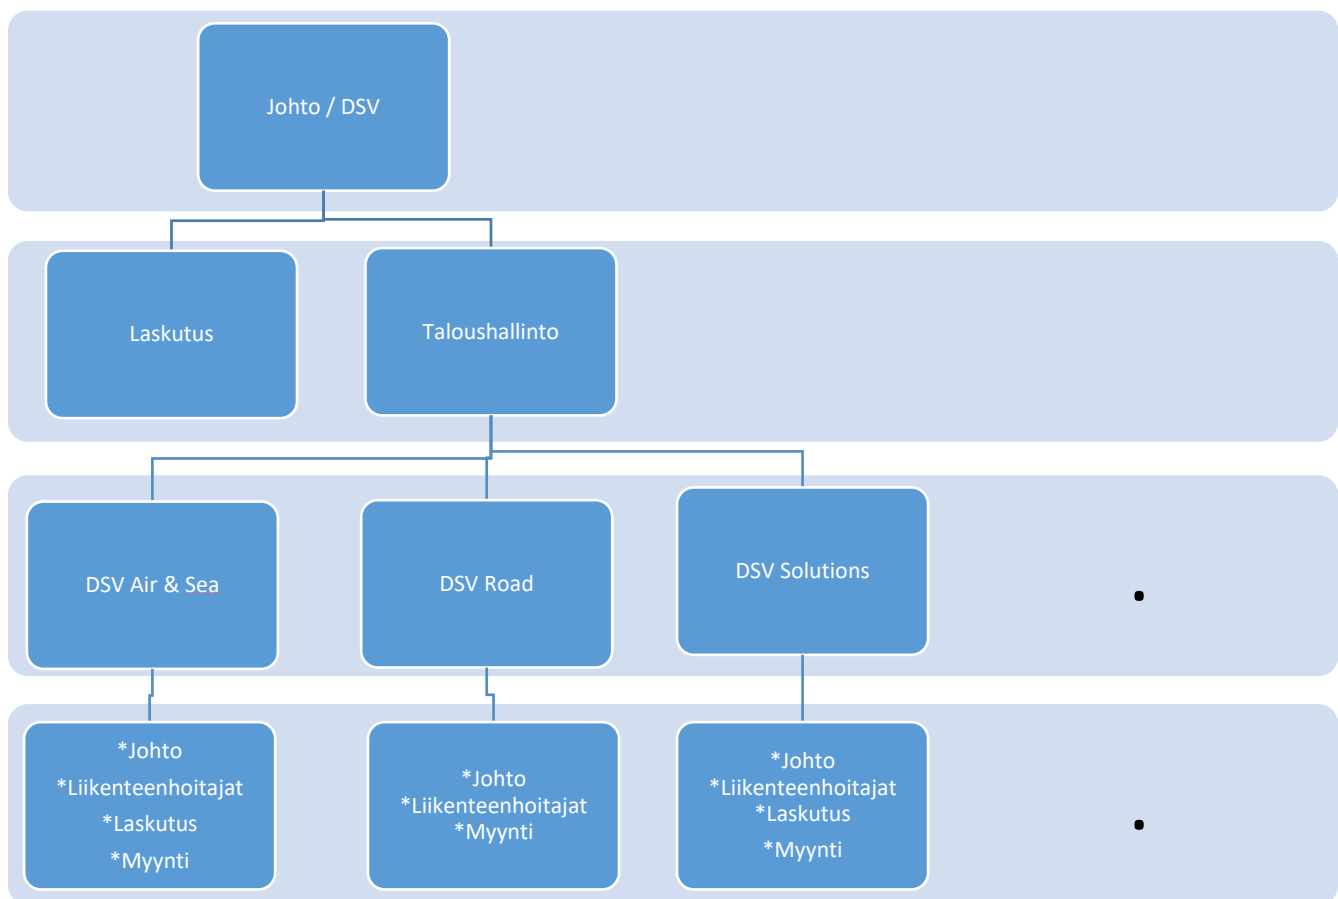 Johto / DSV
Laskutus
Taloushallinto
DSV Air & Sea
DSV Road
DSV Solutions
*Johto
*Liikenteenhoitajat
*Laskutus
*Myynti
*Johto
*Liikenteenhoitajat
*Myynti
*Johto
*Liikenteenhoitajat
*Laskutus
*Myynti